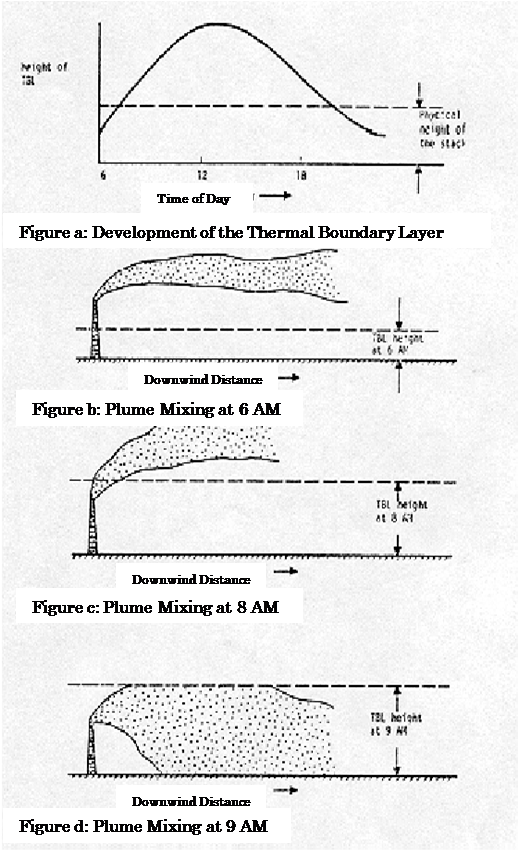 height of
TBL
Physical
height of
the stack
6
12
18
Time of Day
Figure a: Development of the Thermal Boundary Layer
TBL height
at 6 AM
Downwind Distance
Figure b: Plume Mixing at 6 AM
TBL height
at 8 AM
Downwind Distance
Figure c: Plume Mixing at 8 AM
TBL height
at 9 AM
Downwind Distance
Figure d: Plume Mixing at 9 AM